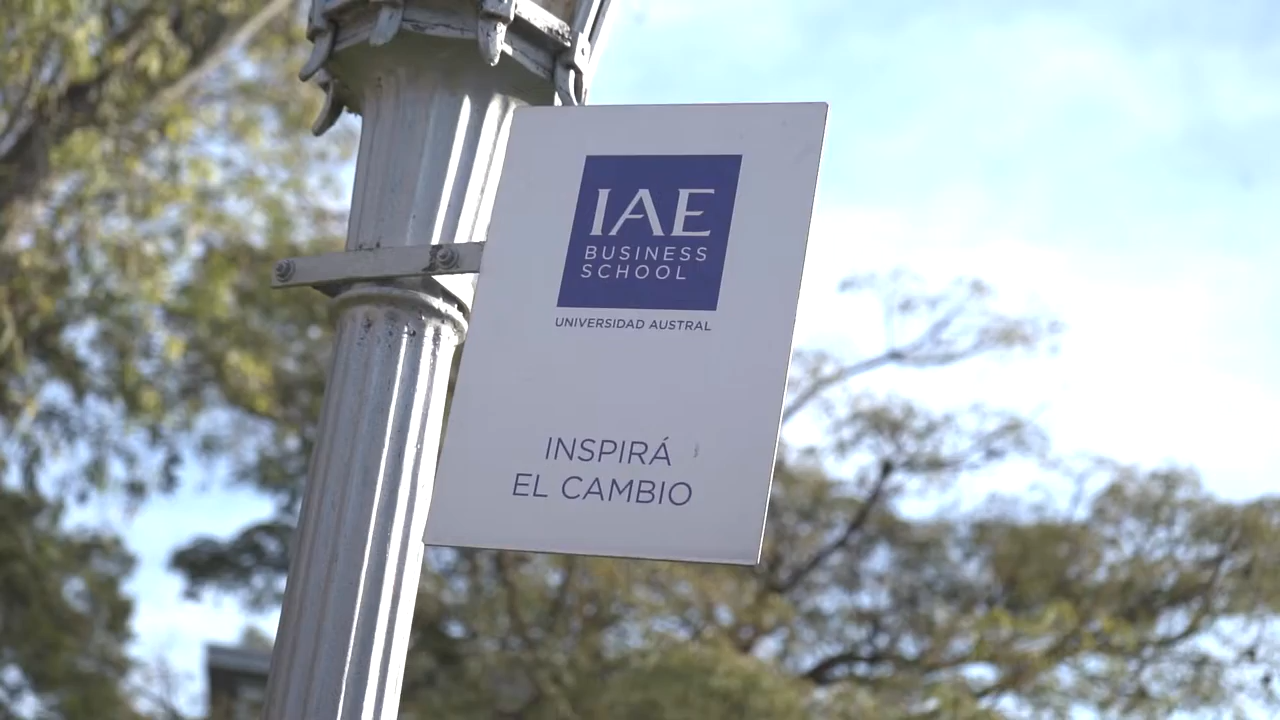 IAE
BUSINESS
SCHOOL
UNIVERSIDAD AUSTRAL
INSPIRÁ
EL CAMBIO